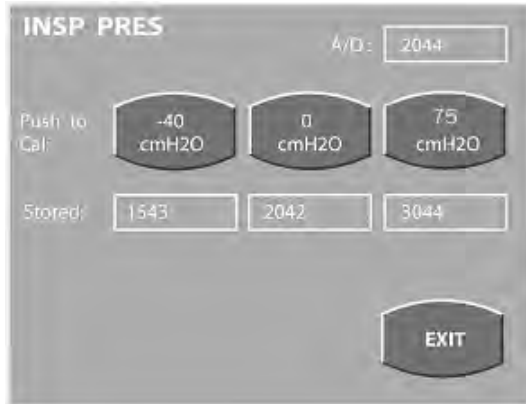 INSP PRES
A/D: 2044
Push to
Cal:
-40
cmH2O
0
cmH2O
75
cmH2O
Stored: 1543 2042 3044
EXIT